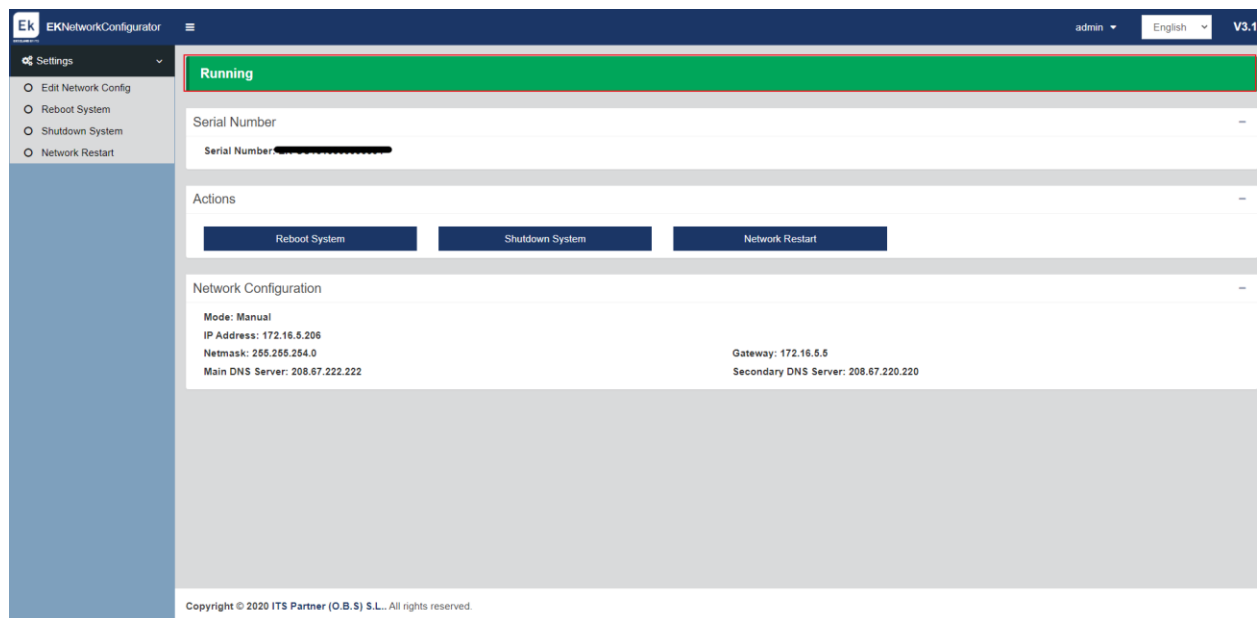 Ek EKNetworkConfigurator admin English V3.1
Settings
Edit Network Config
Reboot System
Shutdown System
Network Restart
Running
Serial Number
Serial Number:
Actions
Reboot System Shutdown System Network Restart
Network Configuration
Mode: Manual
IP Address: 172.16.5.206
Netmask: 255.255.254.0 Gateway: 172.16.5.5
Main DNS Server: 208.67.222.222 Secondary DNS Server: 208.67.220.220
Copyright © 2020 ITS Partner (O.B.S) S.L.. All rights reserved.